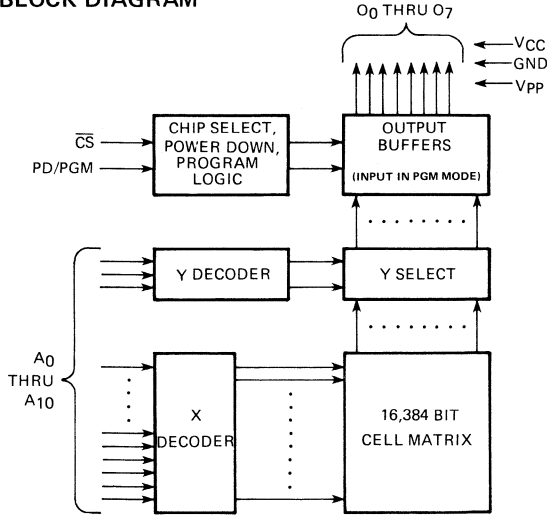 BLOCK DIAGRAM
O0 THRU O7
VCC
GND
VPP
CS
PD/PGM
CHIP SELECT,
POWER DOWN,
PROGRAM
LOGIC
OUTPUT
BUFFERS
(INPUT IN PGM MODE)
Y DECODER
Y SELECT
A0
THRU
A10
X
DECODER
16,384 BIT
CELL MATRIX